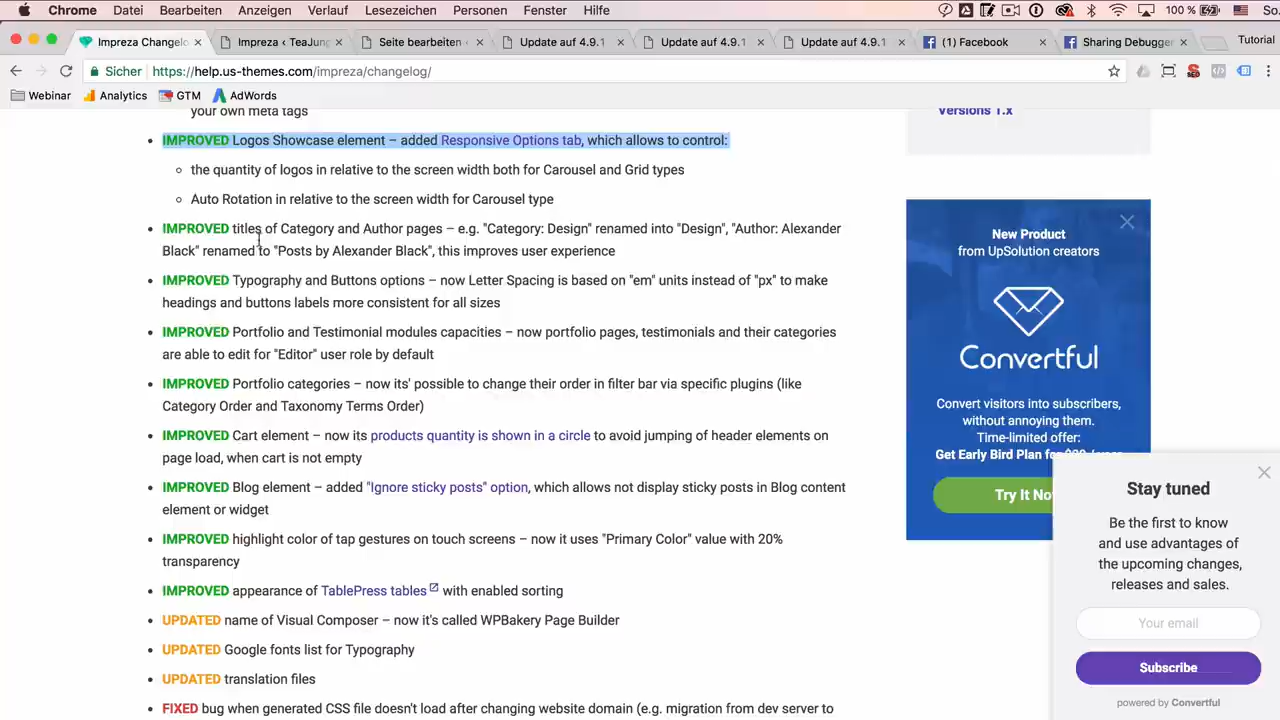 Chrome Datei Bearbeiten Anzeigen Verlauf Lesezeichen Personen Fenster Hilfe 100 % So.
Impreza Changelo Impreza ‹ TeaJung Seite bearbeiten ‹ Update auf 4.9.1 Update auf 4.9.1 Update auf 4.9.1 (1) Facebook Sharing Debugger Tutorial
Sicher https://help.us-themes.com/impreza/changelog/
Webinar Analytics GTM AdWords
your own meta tags
IMPROVED Logos Showcase element – added Responsive Options tab, which allows to control:
the quantity of logos in relative to the screen width both for Carousel and Grid types
Auto Rotation in relative to the screen width for Carousel type
IMPROVED titles of Category and Author pages – e.g. "Category: Design" renamed into "Design", "Author: Alexander
Black" renamed to "Posts by Alexander Black", this improves user experience
IMPROVED Typography and Buttons options – now Letter Spacing is based on "em" units instead of "px" to make
headings and buttons labels more consistent for all sizes
IMPROVED Portfolio and Testimonial modules capacities – now portfolio pages, testimonials and their categories
are able to edit for "Editor" user role by default
IMPROVED Portfolio categories – now its' possible to change their order in filter bar via specific plugins (like
Category Order and Taxonomy Terms Order)
IMPROVED Cart element – now its products quantity is shown in a circle to avoid jumping of header elements on
page load, when cart is not empty
IMPROVED Blog element – added "Ignore sticky posts" option, which allows not display sticky posts in Blog content
element or widget
IMPROVED highlight color of tap gestures on touch screens – now it uses "Primary Color" value with 20%
transparency
IMPROVED appearance of TablePress tables with enabled sorting
UPDATED name of Visual Composer – now it's called WPBakery Page Builder
UPDATED Google fonts list for Typography
UPDATED translation files
FIXED bug when generated CSS file doesn't load after changing website domain (e.g. migration from dev server to
Versions 1.x
New Product
from UpSolution creators
Convertful
Convert visitors into subscribers,
without annoying them.
Time-limited offer:
Get Early Bird Plan for
Try It No
Stay tuned
Be the first to know
and use advantages of
the upcoming changes,
releases and sales.
Your email
Subscribe
powered by Convertful